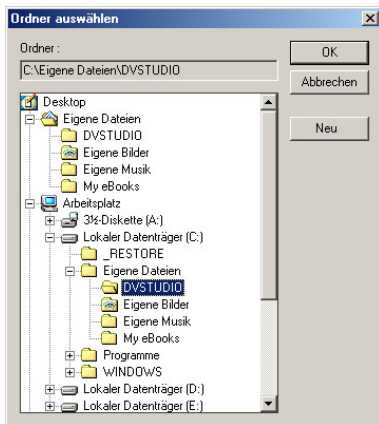 Ordner auswählen
Ordner :
C:\Eigene Dateien\DVSTUDIO
OK
Abbrechen
Neu
Desktop
Eigene Dateien
DVSTUDIO
Eigene Bilder
Eigene Musik
My eBooks
Arbeitsplatz
3½-Diskette (A:)
Lokaler Datenträger (C:)
_RESTORE
Eigene Dateien
DVSTUDIO
Eigene Bilder
Eigene Musik
My eBooks
Programme
WINDOWS
Lokaler Datenträger (D:)
Lokaler Datenträger (E:)